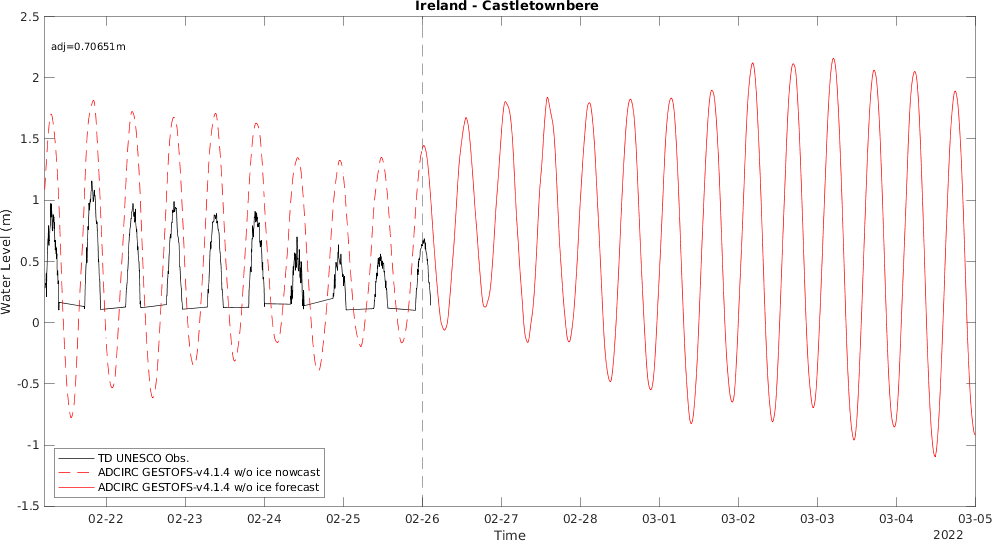 Ireland - Castletownbere
adj=0.70651m
2.5
2
1.5
1
0.5
0
-0.5
-1
-1.5
Water Level (m)
TD UNESCO Obs.
ADCIRC GESTOFS-v4.1.4 w/o ice nowcast
ADCIRC GESTOFS-v4.1.4 w/o ice forecast
02-22 02-23 02-24 02-25 02-26 02-27 02-28 03-01 03-02 03-03 03-04 03-05
Time
2022